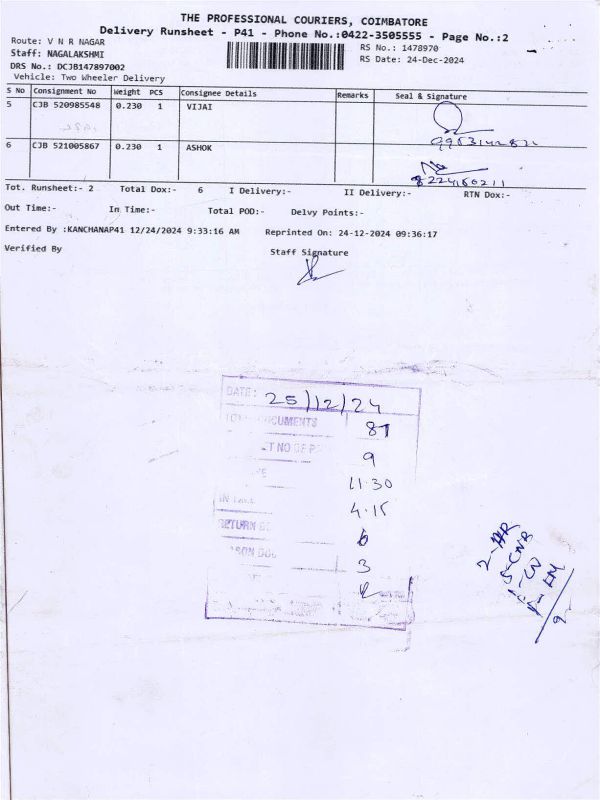 THE PROFESSIONAL COURIERS, COIMBATORE
Delivery Runsheet - P41 - Phone No.:0422-3505555 - Page No.:2
Route: V N R NAGAR
Staff: NAGALAKSHMI
DRS No.: DCJB147897002
Vehicle: Two Wheeler Delivery
RS No.: 1478970
RS Date: 24-Dec-2024
S No Consignment No Weight PCS Consignee Details Remarks Seal & Signature
5 CJB 520985548 0.230 1 VIJAI
6 CJB 521005867 0.230 1 ASHOK
8224160211
Tot. Runsheet:- 2 Total Dox:- 6 I Delivery:- II Delivery:- RTN Dox:-
Out Time:- In Time:- Total POD:- Delvy Points:-
Entered By :KANCHANAP41 12/24/2024 9:33:16 AM Reprinted On: 24-12-2024 09:36:17
Verified By Staff Signature
DATE: 25/12/24
81
9
11.30
4.15
RETURN 6
3
2
9